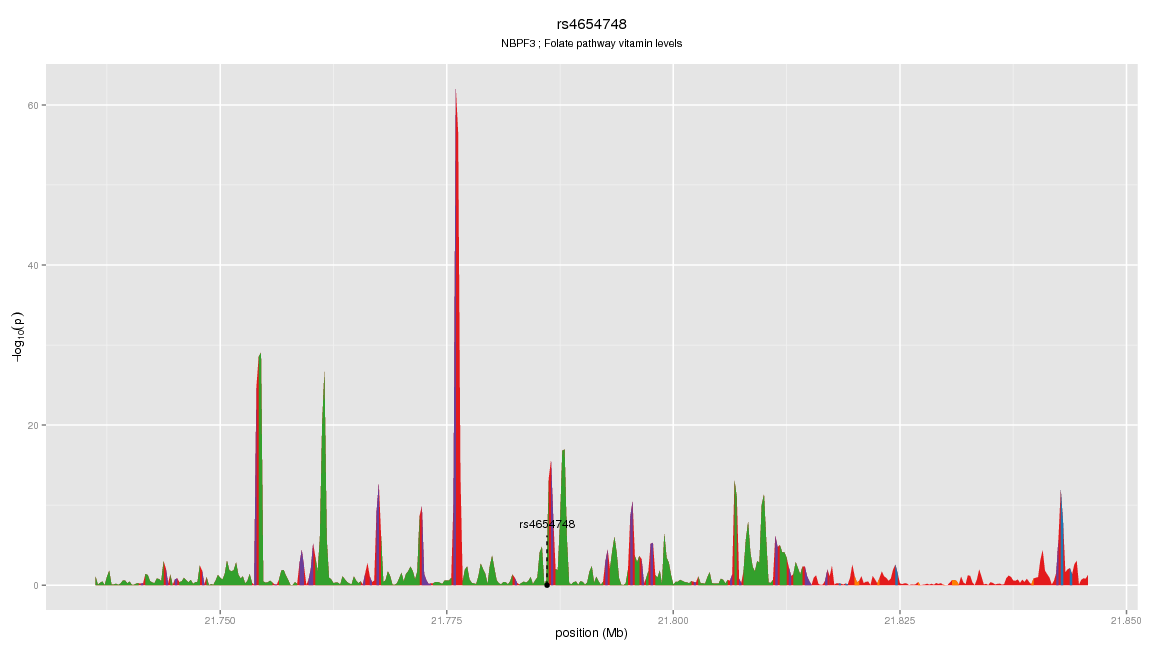 rs4654748
NBPF3 ; Folate pathway vitamin levels
−log10(p)
60
40
20
0
rs4654748
21.750 21.775 21.800 21.825 21.850
position (Mb)